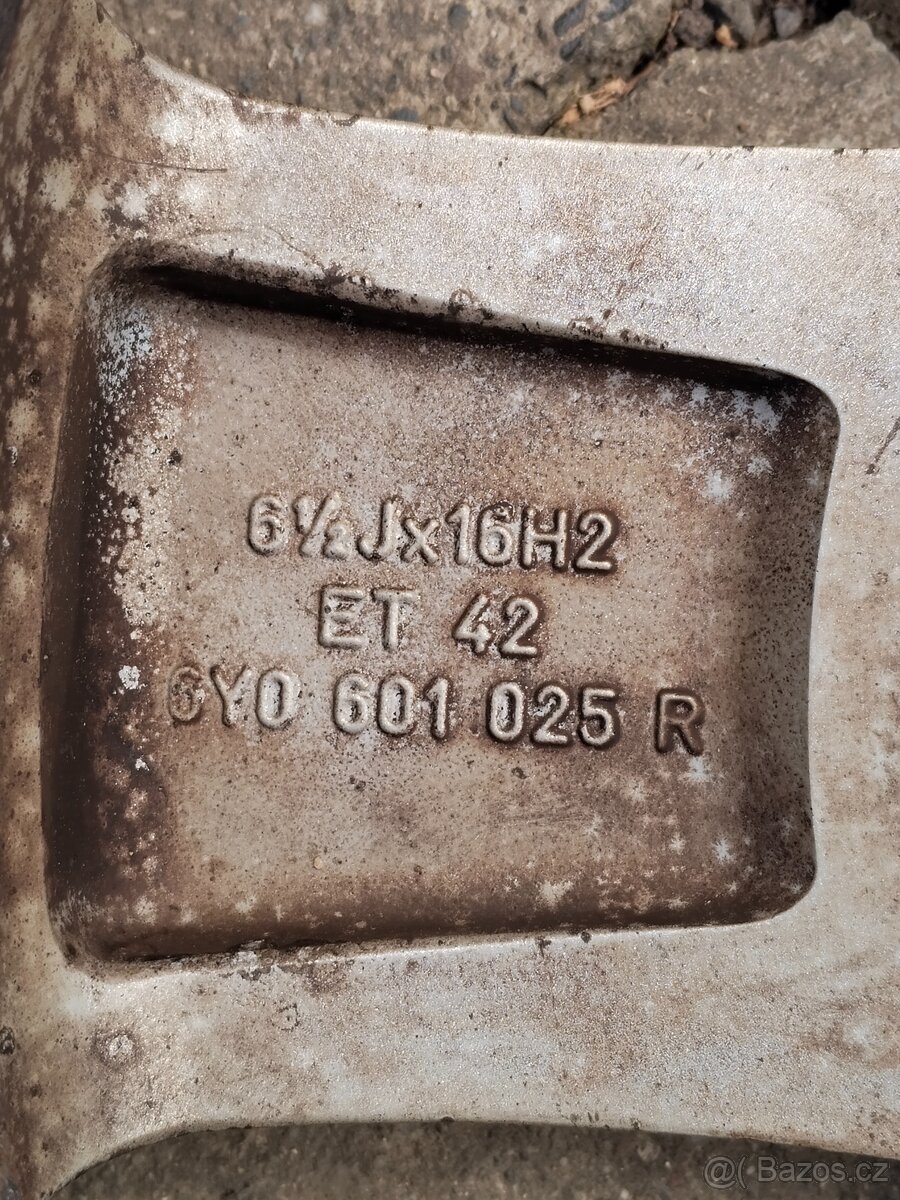 6½Jx16H2
ET 42
6Y0 601 025 R
@( Bazos.cz